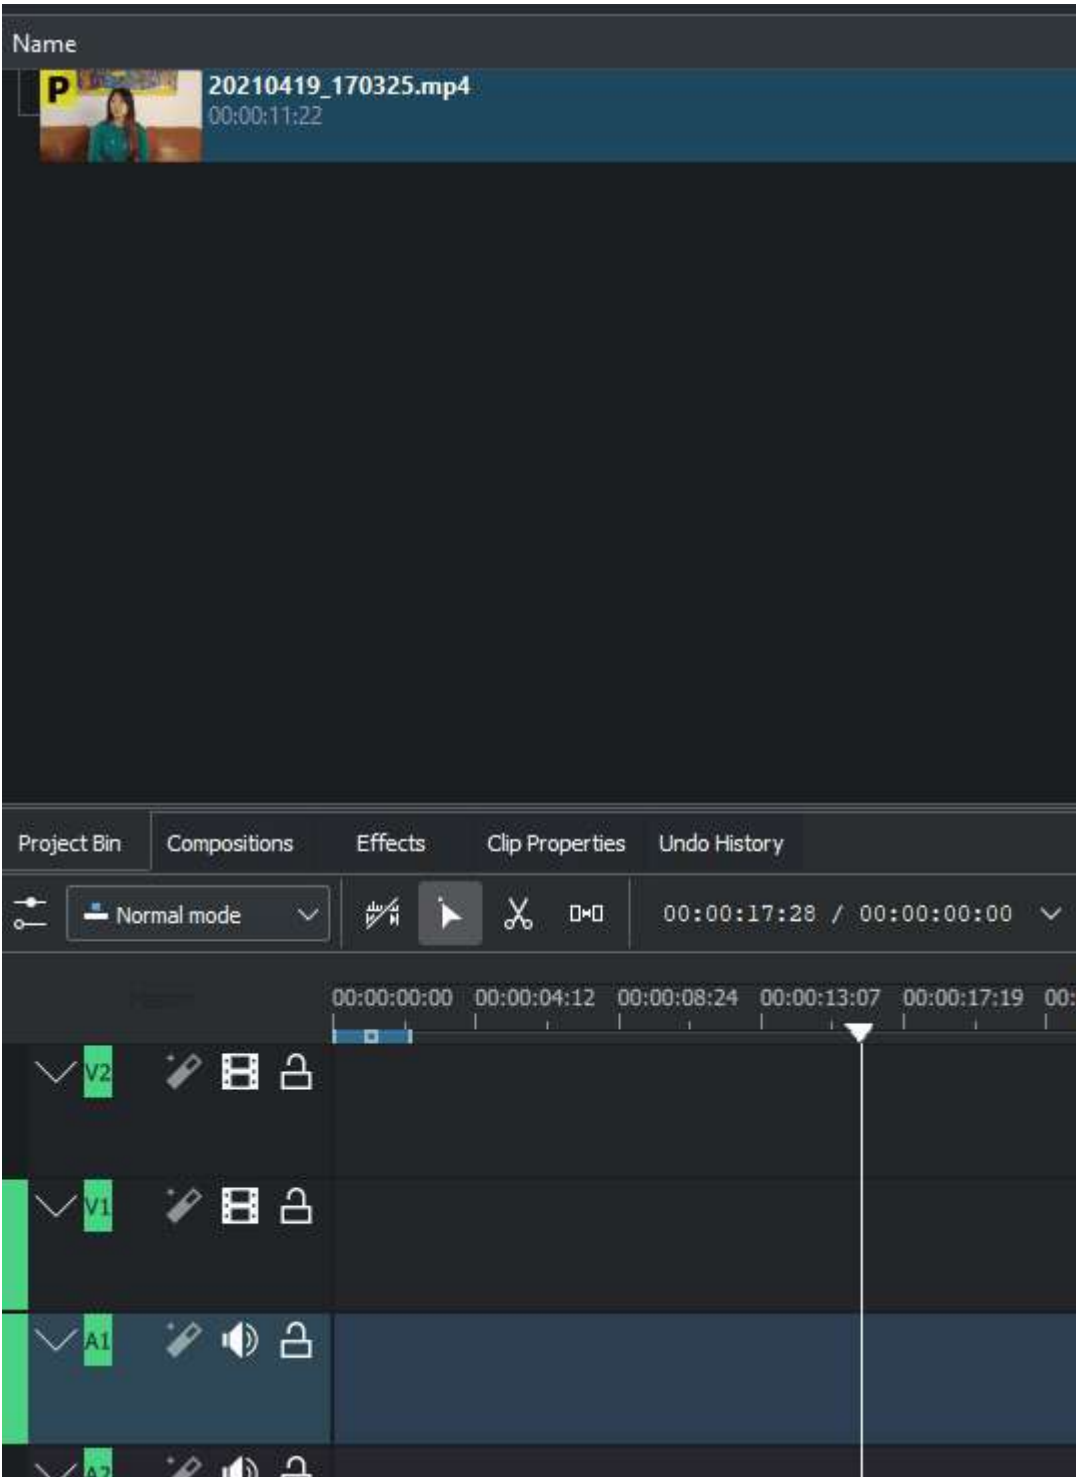 Name
P
20210419_170325.mp4
00:00:11:22
Project Bin Compositions Effects Clip Properties Undo History
Normal mode 00:00:17:28 / 00:00:00:00
00:00:00:00 00:00:04:12 00:00:08:24 00:00:13:07 00:00:17:19 00:
V2
V1
A1
A2